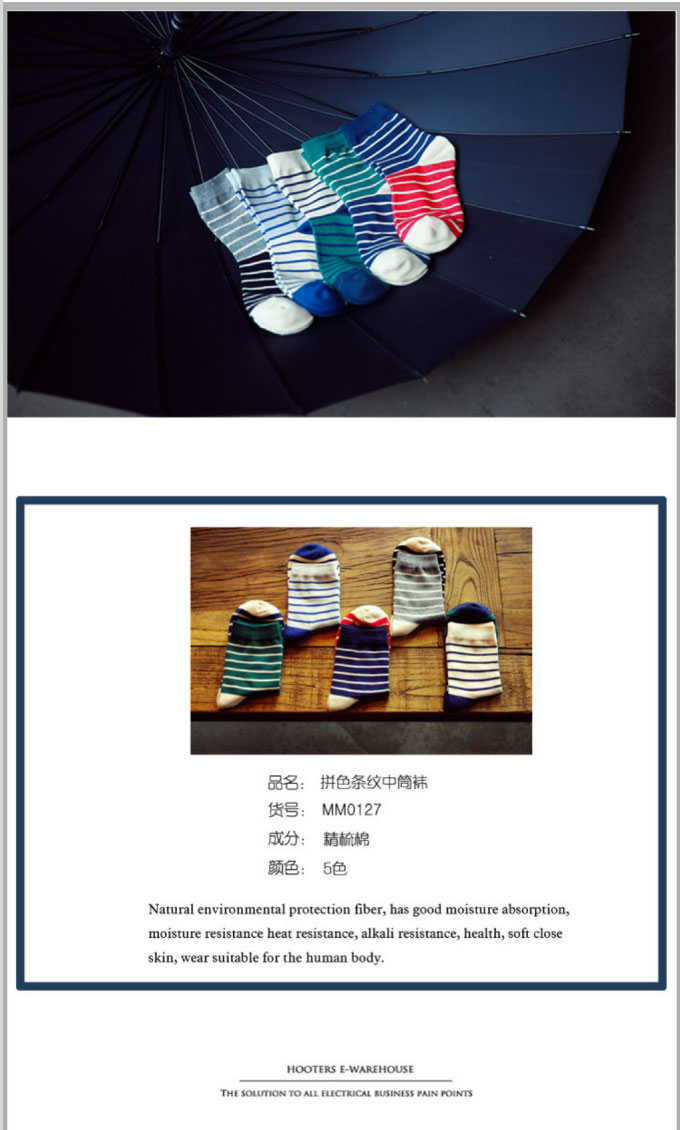 品名： 拼色条纹中筒袜
货号： MM0127
成分： 精梳棉
颜色： 5色
Natural environmental protection fiber, has good moisture absorption,
moisture resistance heat resistance, alkali resistance, health, soft close
skin, wear suitable for the human body.
HOOTERS E-WAREHOUSE
THE SOLUTION TO ALL ELECTRICAL BUSINESS PAIN POINTS